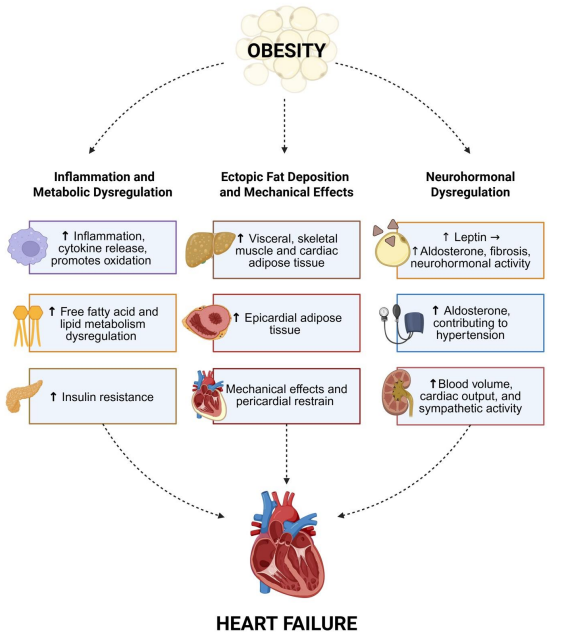 OBESITY
Inflammation and
Metabolic Dysregulation
Ectopic Fat Deposition
and Mechanical Effects
Neurohormonal
Dysregulation
↑ Inflammation,
cytokine release,
promotes oxidation
↑ Visceral, skeletal
muscle and cardiac
adipose tissue
↑ Leptin →
↑Aldosterone, fibrosis,
neurohormonal activity
↑ Free fatty acid and
lipid metabolism
dysregulation
↑ Epicardial adipose
tissue
↑ Aldosterone,
contributing to
hypertension
↑ Insulin resistance
Mechanical effects and
pericardial restrain
↑Blood volume,
cardiac output, and
sympathetic activity
HEART FAILURE